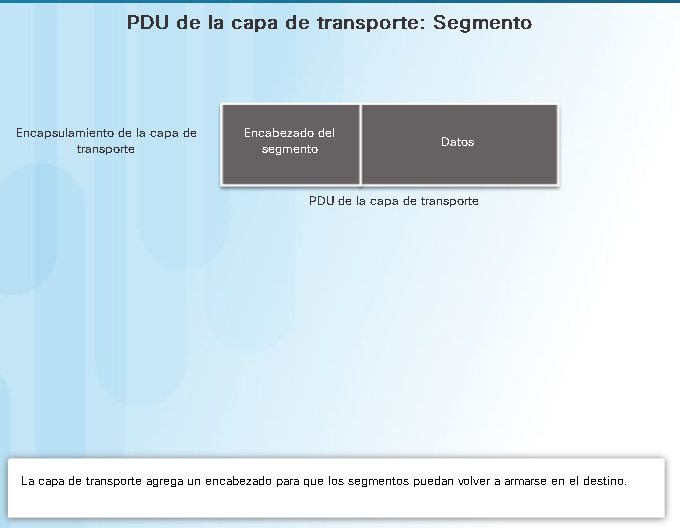 PDU de la capa de transporte: Segmento
Encapsulamiento de la capa de
transporte
Encabezado del
segmento
Datos
PDU de la capa de transporte
La capa de transporte agrega un encabezado para que los segmentos puedan volver a armarse en el destino.